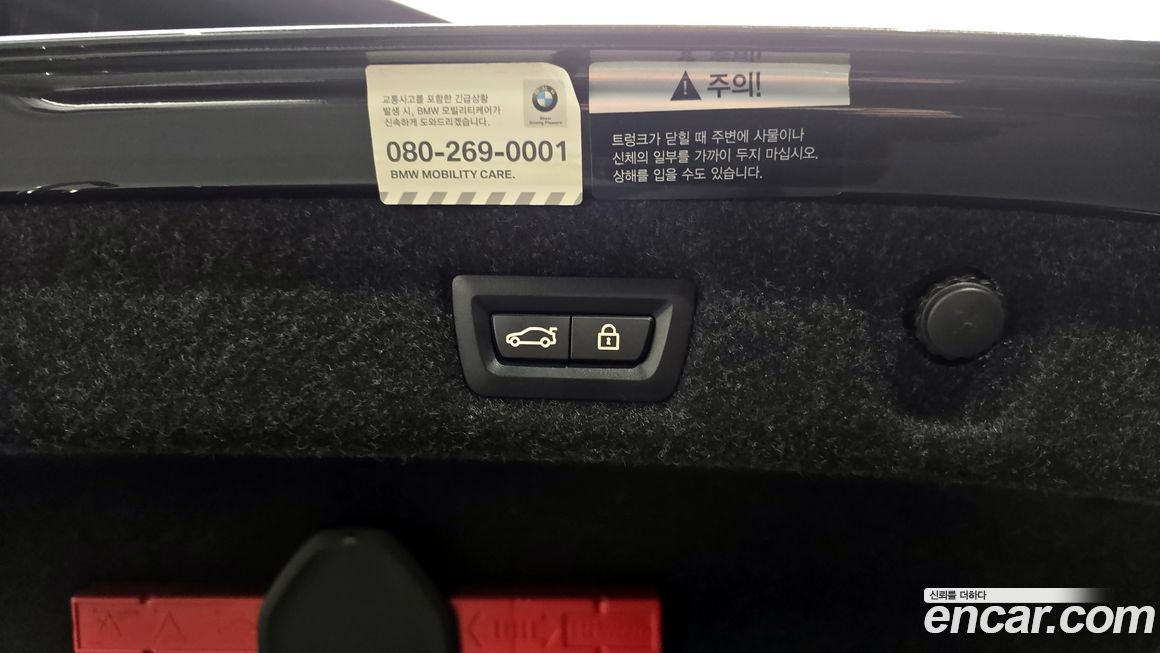 교통사고를 포함한 긴급상황
발생 시, BMW 모빌리티케어가
신속하게 도와드리겠습니다.
Sheer
Driving Pleasure
080-269-0001
BMW MOBILITY CARE.
주의!
트렁크가 닫힐 때 주변에 사물이나
신체의 일부를 가까이 두지 마십시오.
상해를 입을 수도 있습니다.
신뢰를 더하다
encar.com